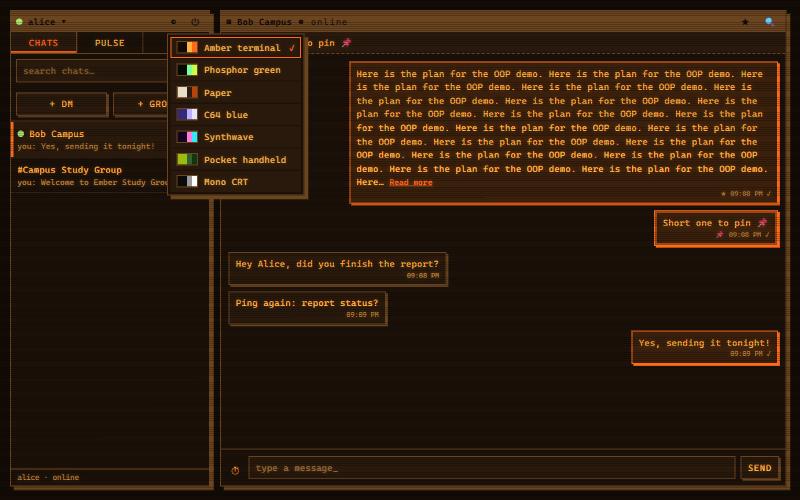 alice ▾
Bob Campus ● online
CHATS PULSE
o pin 📌
search chats…
+ DM
+ GRO
Bob Campus
you: Yes, sending it tonight!
#Campus Study Group
you: Welcome to Ember Study Gro
alice · online
Amber terminal ✓
Phosphor green
Paper
C64 blue
Synthwave
Pocket handheld
Mono CRT
Here is the plan for the OOP demo. Here is the plan for the OOP demo. Here
is the plan for the OOP demo. Here is the plan for the OOP demo. Here is
the plan for the OOP demo. Here is the plan for the OOP demo. Here is the
plan for the OOP demo. Here is the plan for the OOP demo. Here is the plan
for the OOP demo. Here is the plan for the OOP demo. Here is the plan for
the OOP demo. Here is the plan for the OOP demo. Here is the plan for the
OOP demo. Here is the plan for the OOP demo. Here is the plan for the OOP
demo. Here is the plan for the OOP demo. Here is the plan for the OOP demo.
Here… Read more
★ 09:08 PM ✓
Short one to pin 📌
📌 09:08 PM ✓
Hey Alice, did you finish the report?
09:08 PM
Ping again: report status?
09:09 PM
Yes, sending it tonight!
09:09 PM ✓
type a message_
SEND